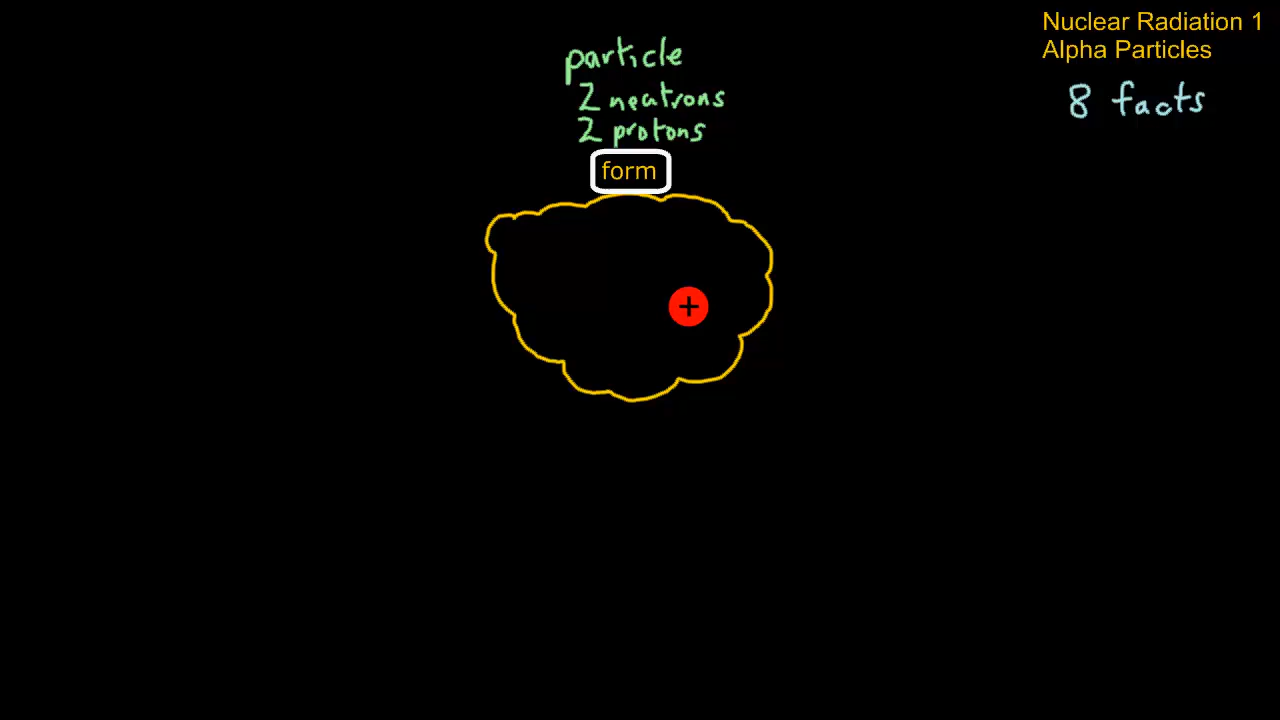 Nuclear Radiation 1
Alpha Particles
8 facts
particle
2 neutrons
2 protons
form
+